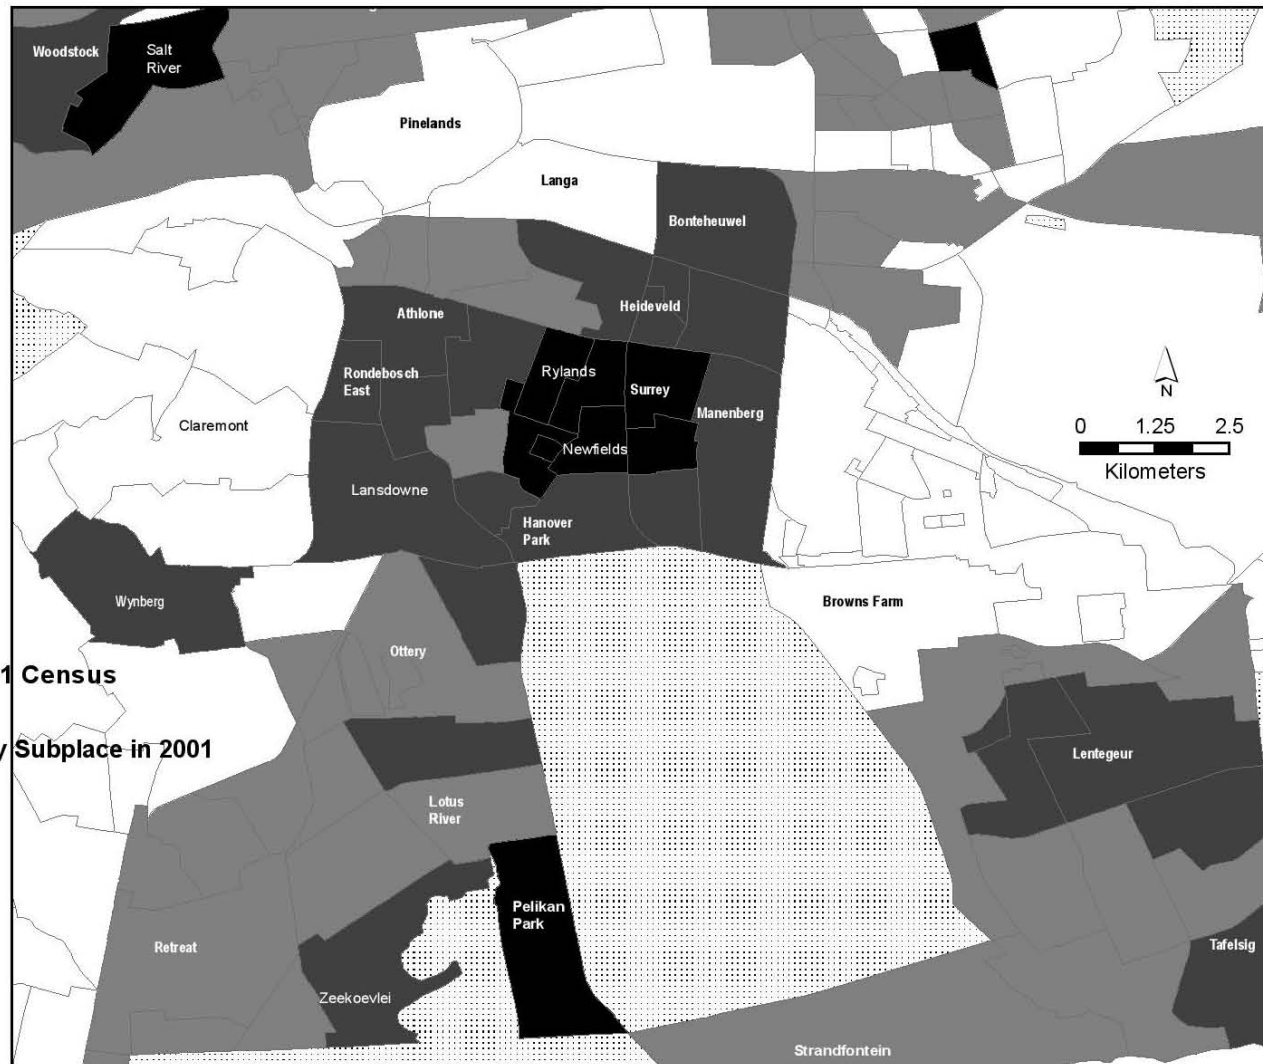 Woodstock
Salt
River
Pinelands
Langa
Bonteheuwel
Heideveld
Athlone
Rylands
Rondebosch
East
Surrey
Manenberg
Claremont
Newfields
Lansdowne
Hanover
Park
N
0 1.25 2.5
Kilometers
Wynberg
Browns Farm
Ottery
1 Census
y Subplace in 2001
Lentegeur
Lotus
River
Pelikan
Park
Retreat
Tafelsig
Zeekoevlei
Strandfontein